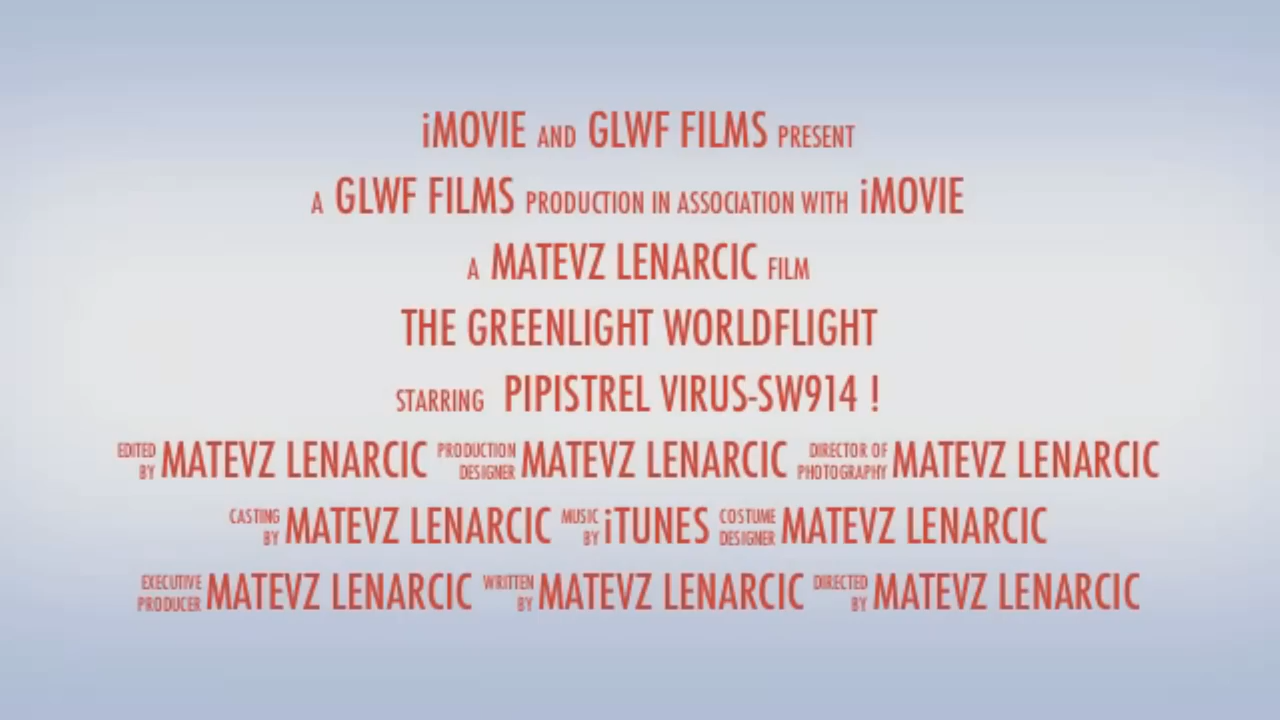 iMOVIE AND GLWF FILMS PRESENT
A GLWF FILMS PRODUCTION IN ASSOCIATION WITH iMOVIE
A MATEVZ LENARCIC FILM
THE GREENLIGHT WORLDFLIGHT
STARRING PIPISTREL VIRUS-SW914 !
EDITED BY MATEVZ LENARCIC PRODUCTION DESIGNER MATEVZ LENARCIC DIRECTOR OF PHOTOGRAPHY MATEVZ LENARCIC
CASTING BY MATEVZ LENARCIC MUSIC BY iTUNES COSTUME DESIGNER MATEVZ LENARCIC
EXECUTIVE PRODUCER MATEVZ LENARCIC WRITTEN BY MATEVZ LENARCIC DIRECTED BY MATEVZ LENARCIC